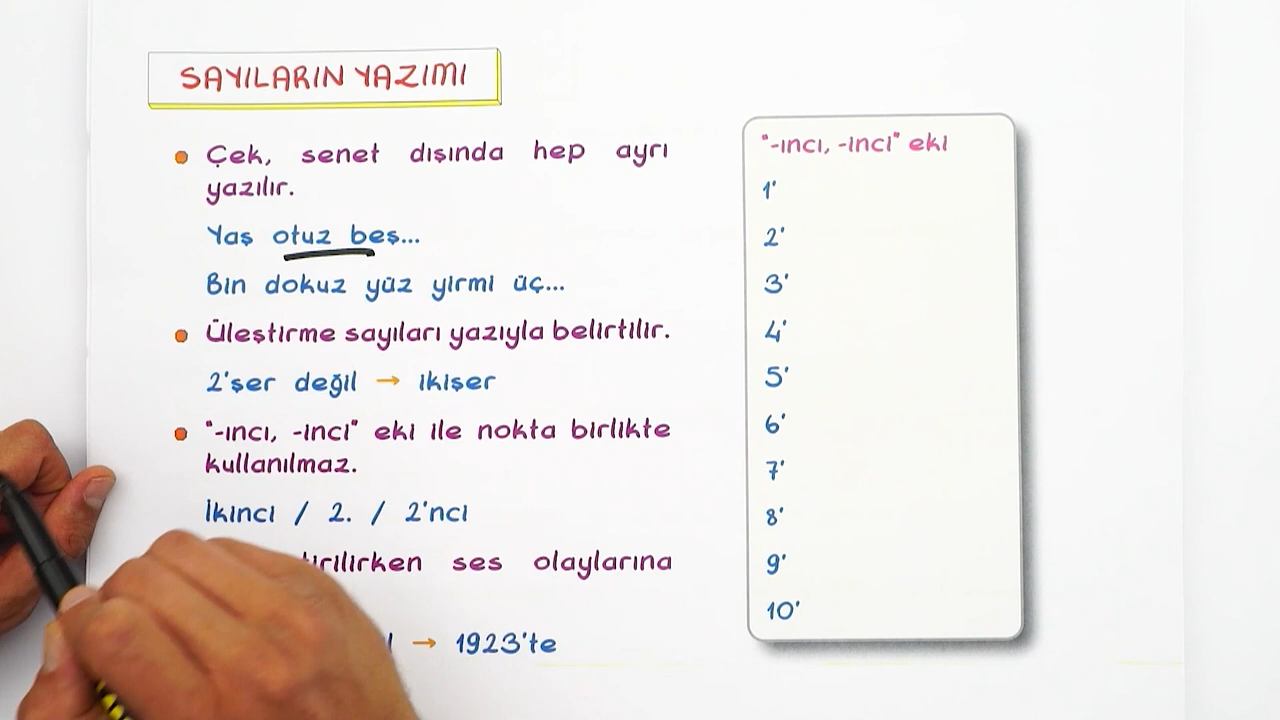 SAYILARIN YAZIMI
Çek, senet dışında hep ayrı
yazılır.
Yaş otuz beş...
Bin dokuz yüz yirmi üç...
Üleştirme sayıları yazıyla belirtilir.
2'şer değil → ikişer
"-ıncı, -inci" eki ile nokta birlikte
kullanılmaz.
İkinci / 2. / 2'nci
ses olaylarına
→ 1923'te
"-ıncı, -inci" eki
1'
2'
3'
4'
5'
6'
7'
8'
9'
10'